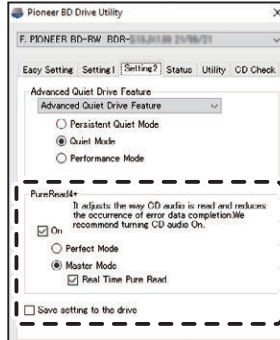 Pioneer BD Drive Utility
F. PIONEER BD-RW BDR- 21/06/21
Easy Setting Setting1 Setting2 Status Utility CD Check
Advanced Quiet Drive Feature
Advanced Quiet Drive Feature
Persistent Quiet Mode
Quiet Mode
Performance Mode
PureRead4+
It adjusts the way CD audio is read and reduces
the occurrence of error data completion.We
recommend turning CD audio On.
On
Perfect Mode
Master Mode
Real Time Pure Read
Save setting to the drive